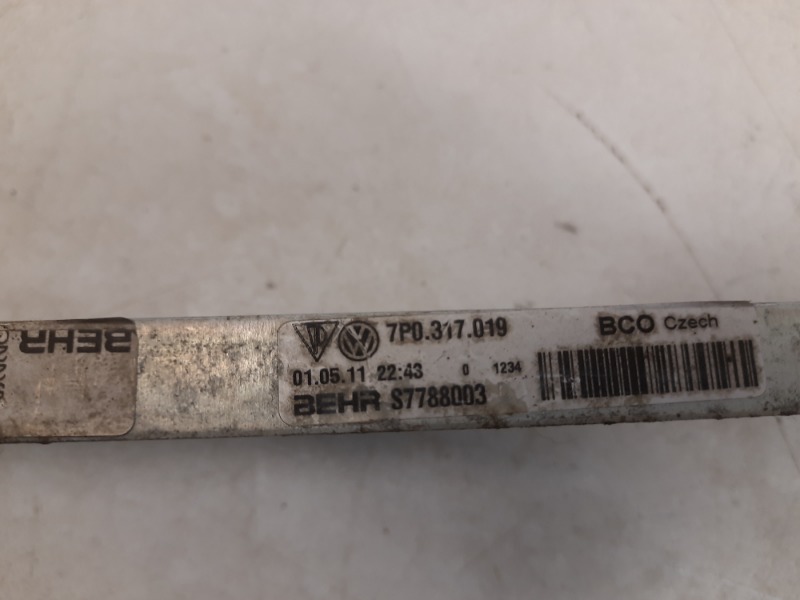 BEHR
7P0.317.019
01.05.11 22:43 0 1234
BEHR S7788003
BCO Czech